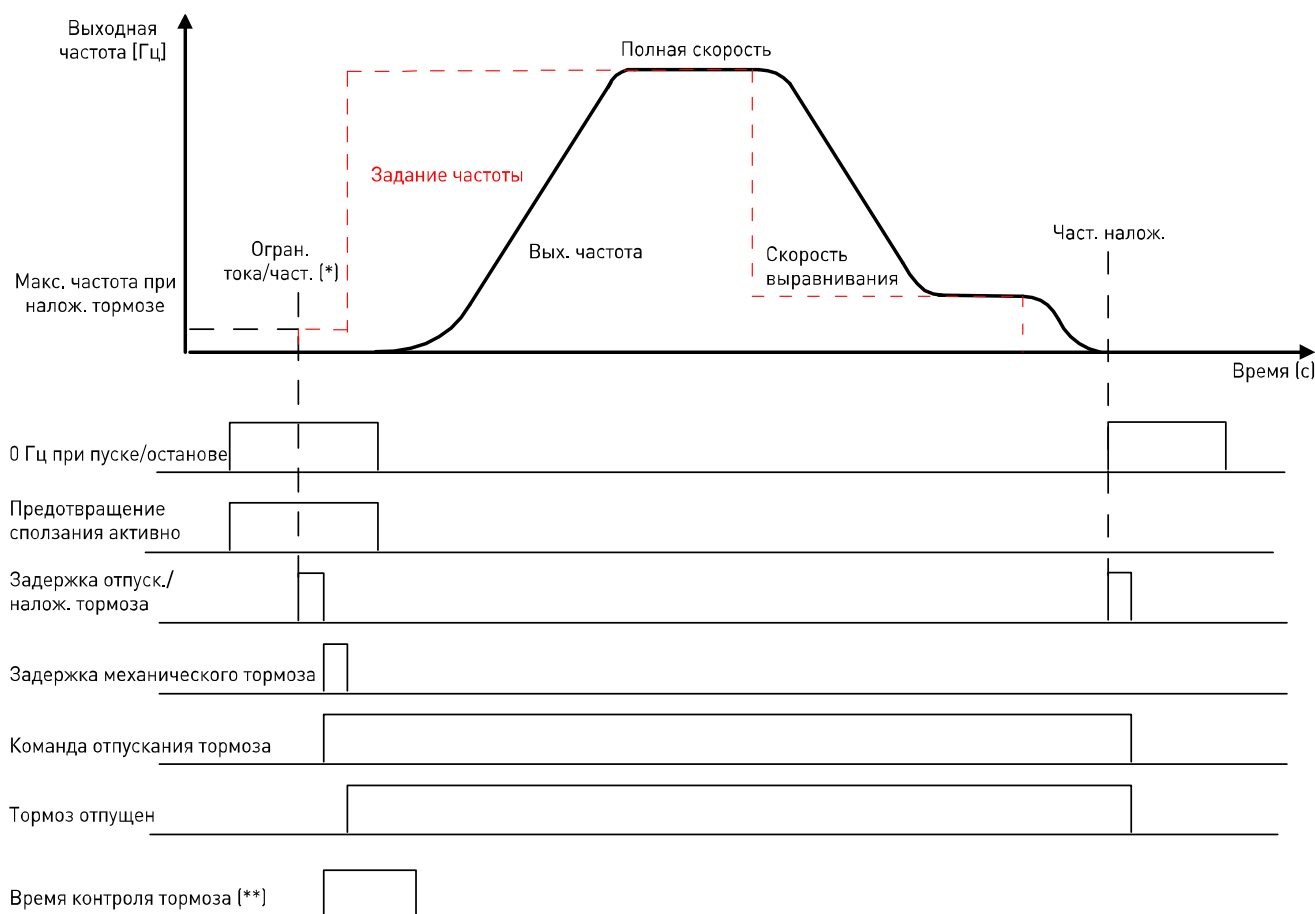 Выходная
частота [Гц]
Полная скорость
Задание частоты
Огран.
тока/част. (*)
Вых. частота
Скорость
выравнивания
Част. налож.
Макс. частота при
налож. тормозе
Время (с)
0 Гц при пуске/останове
Предотвращение
сползания активно
Задержка отпуск./
налож. тормоза
Задержка механического тормоза
Команда отпускания тормоза
Тормоз отпущен
Время контроля тормоза (**)